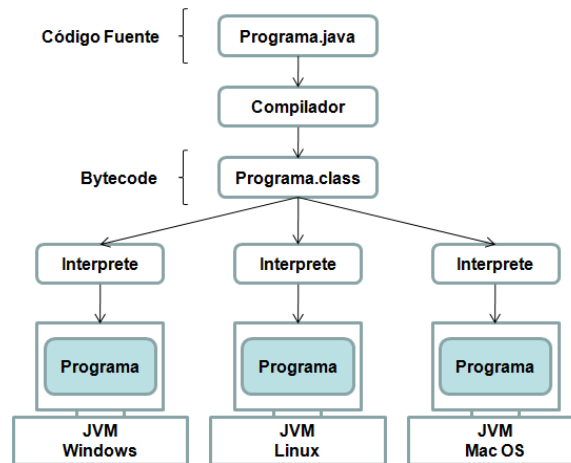 Código Fuente
Programa.java
Compilador
Bytecode
Programa.class
Interprete
Interprete
Interprete
Programa
Programa
Programa
JVM
Windows
JVM
Linux
JVM
Mac OS